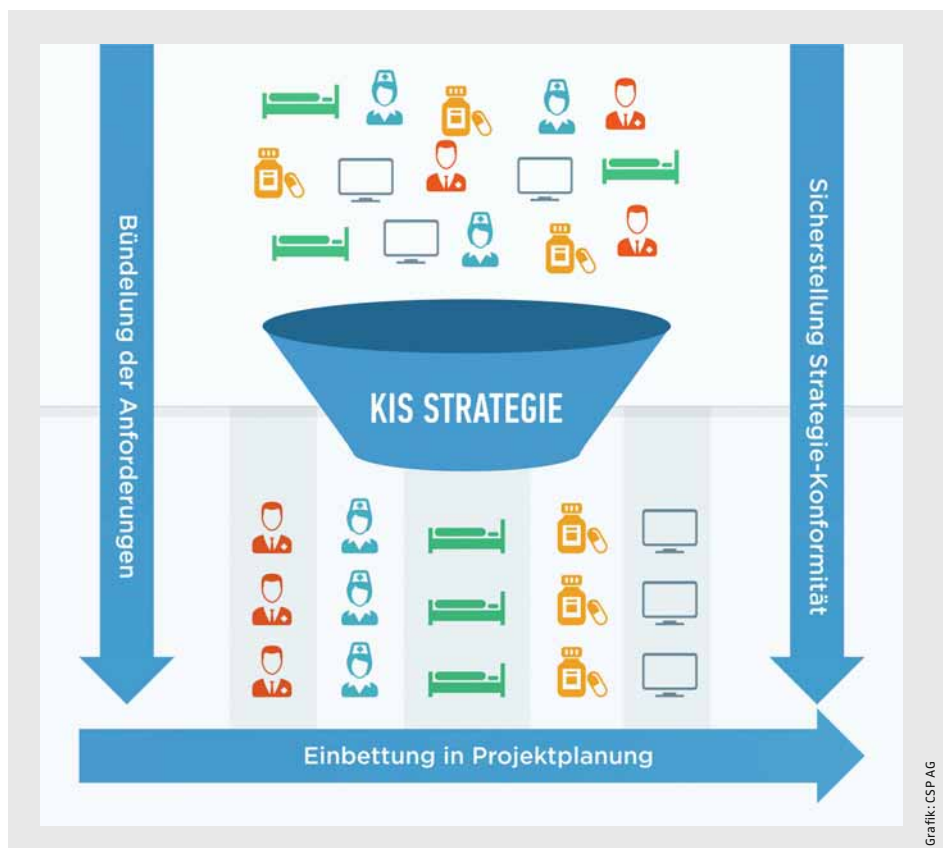 Bündelung der Anforderungen
Sicherstellung Strategie-Konformität
KIS STRATEGIE
Einbettung in Projektplanung
Grafik: CSP AG